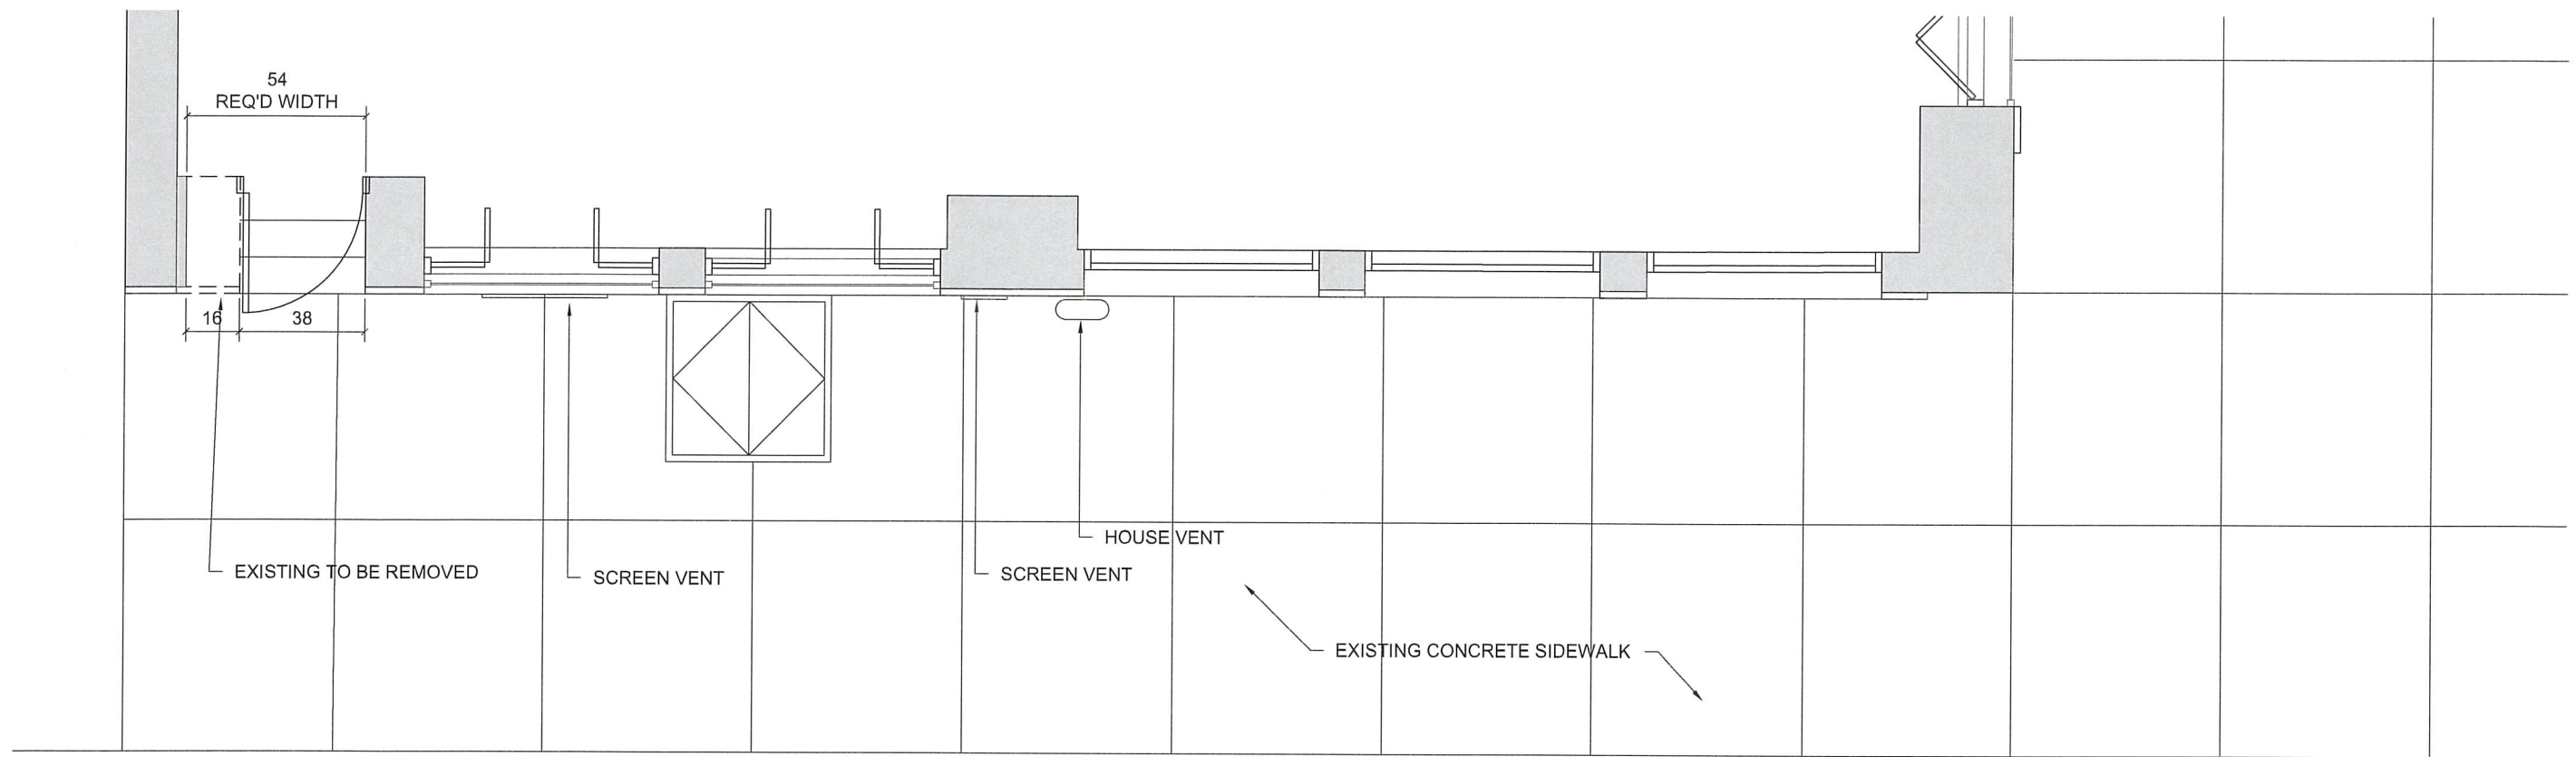 54
REQ'D WIDTH
16
38
HOUSE VENT
EXISTING TO BE REMOVED
SCREEN VENT
SCREEN VENT
EXISTING CONCRETE SIDEWALK